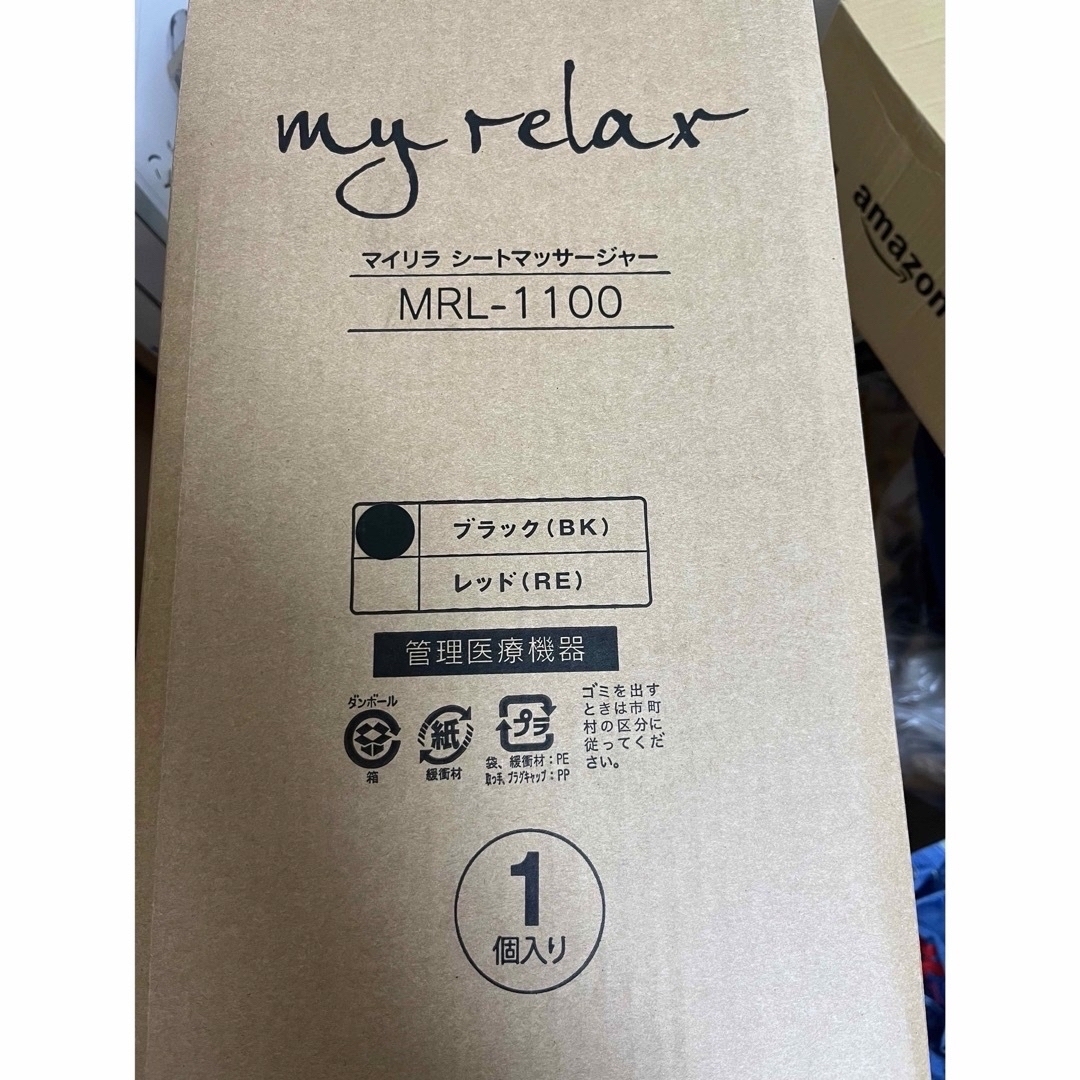 my relax
マイリラ シートマッサージャー
MRL-1100
ブラック(BK)
レッド(RE)
管理医療機器
ダンボール
箱
紙
緩衝材
プラ
袋、緩衝材:PE
取っ手、プラグキャップ:PP
ゴミを出す
ときは市町
村の区分に
従ってくだ
さい。
1
個入り
amazon